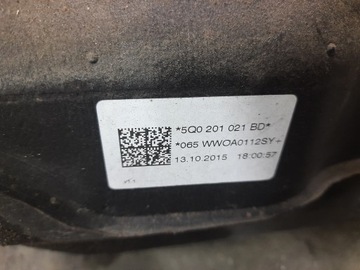 *5Q0 201 021 BD*
*065 WWOA0112SY+
13.10.2015 18:00:57